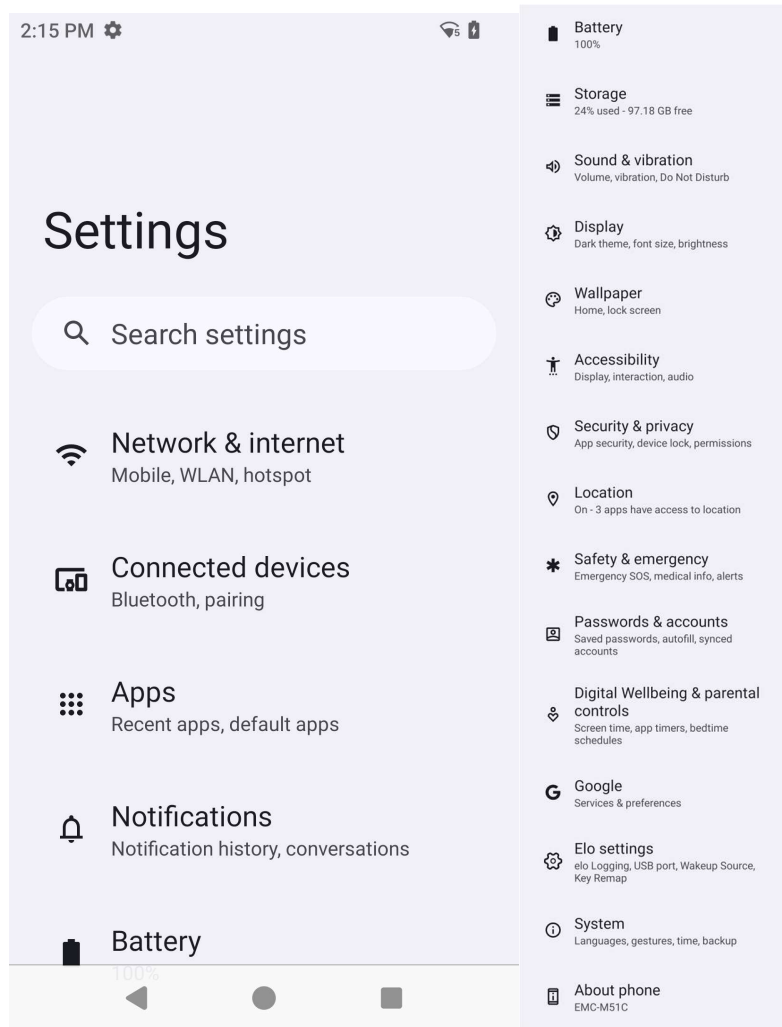 2:15 PM
5
Settings
Search settings
Network & internet
Mobile, WLAN, hotspot
Connected devices
Bluetooth, pairing
Apps
Recent apps, default apps
Notifications
Notification history, conversations
Battery
100%
Battery
100%
Storage
24% used - 97.18 GB free
Sound & vibration
Volume, vibration, Do Not Disturb
Display
Dark theme, font size, brightness
Wallpaper
Home, lock screen
Accessibility
Display, interaction, audio
Security & privacy
App security, device lock, permissions
Location
On - 3 apps have access to location
Safety & emergency
Emergency SOS, medical info, alerts
Passwords & accounts
Saved passwords, autofill, synced
accounts
Digital Wellbeing & parental
controls
Screen time, app timers, bedtime
schedules
G
Google
Services & preferences
Elo settings
elo Logging, USB port, Wakeup Source,
Key Remap
System
Languages, gestures, time, backup
About phone
EMC-M51C